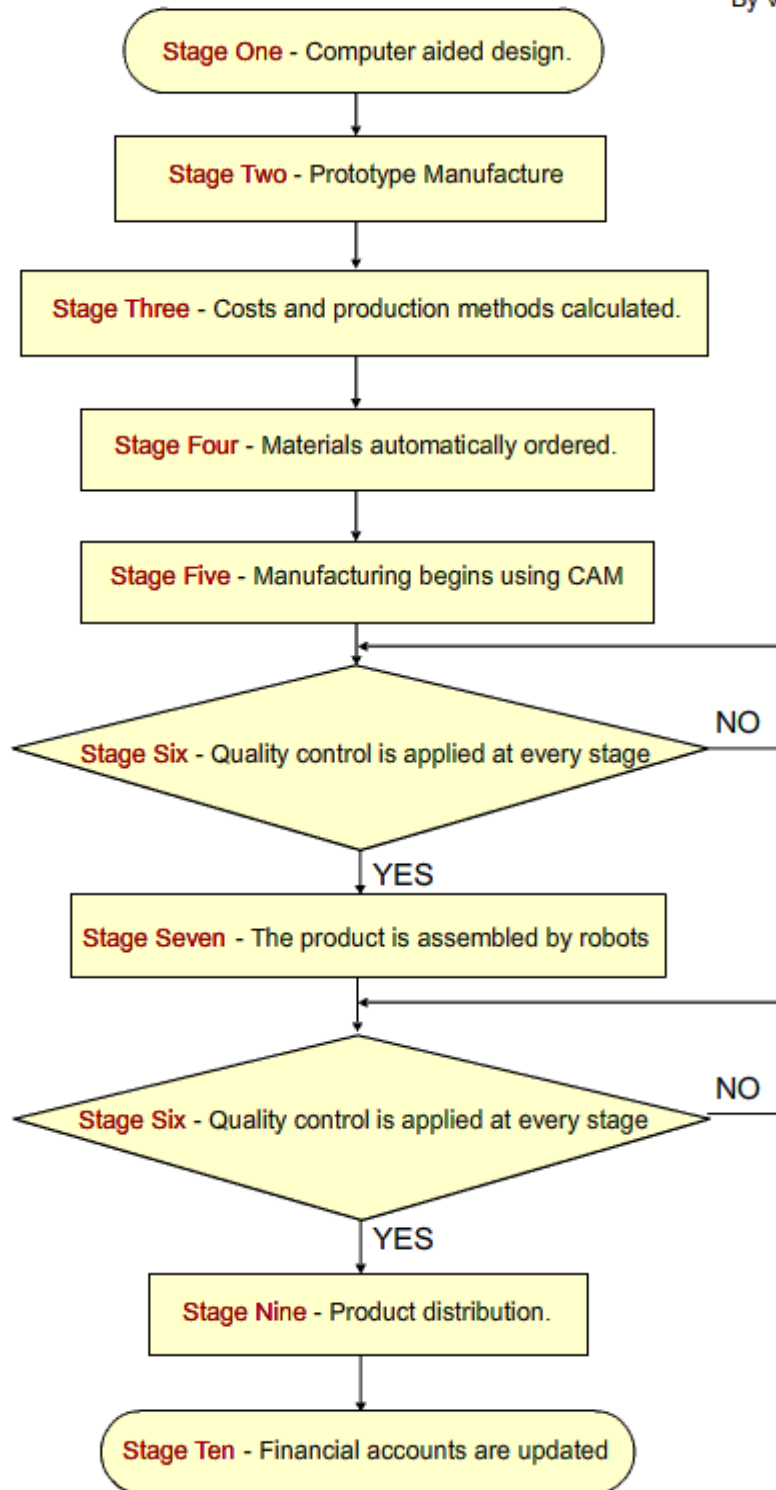 By
Stage One - Computer aided design.
Stage Two - Prototype Manufacture
Stage Three - Costs and production methods calculated.
Stage Four - Materials automatically ordered.
Stage Five - Manufacturing begins using CAM
Stage Six - Quality control is applied at every stage
NO
YES
Stage Seven - The product is assembled by robots
Stage Six - Quality control is applied at every stage
NO
YES
Stage Nine - Product distribution.
Stage Ten - Financial accounts are updated